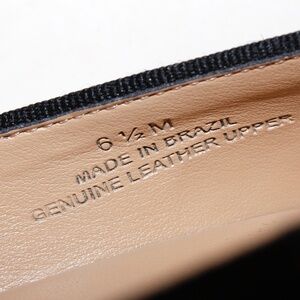 6 ½ M
MADE IN BRAZIL
GENUINE LEATHER UPPER